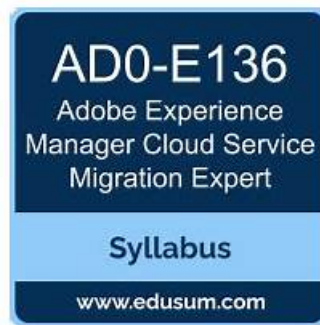 AD0-E136
Adobe Experience
Manager Cloud Service
Migration Expert
Syllabus
www.edusum.com